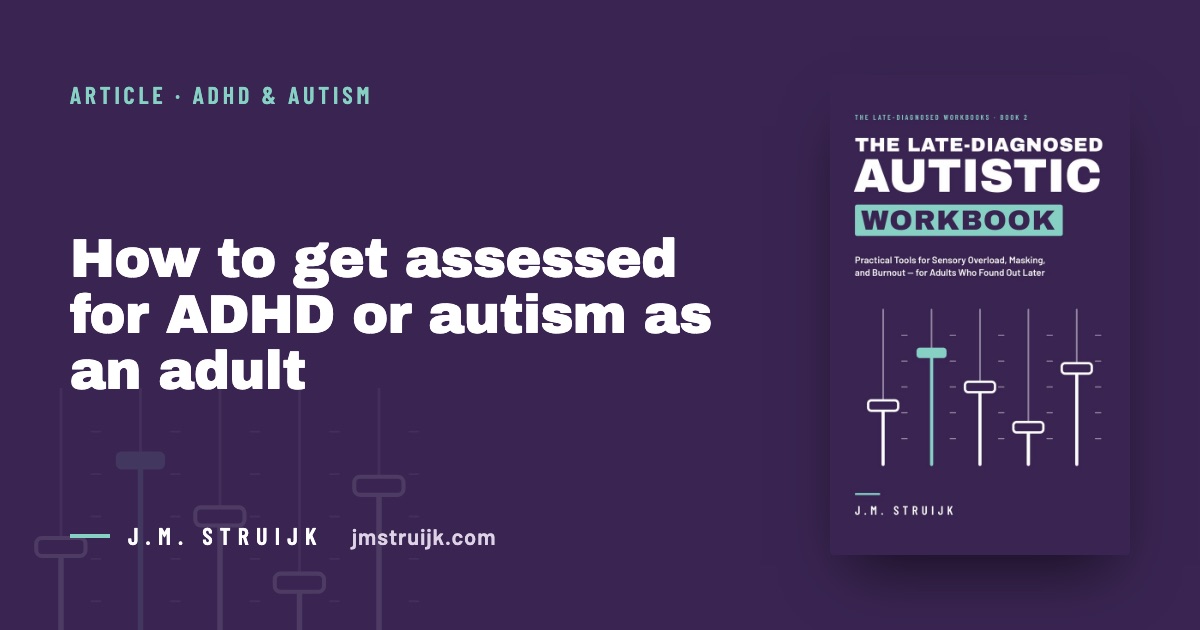 ARTICLE · ADHD & AUTISM
How to get assessed
for ADHD or autism as
an adult
J.M. STRUIJK jmstruijk.com
THE LATE-DIAGNOSED WORKBOOKS · BOOK 2
THE LATE-DIAGNOSED
AUTISTIC
WORKBOOK
Practical Tools for Sensory Overload, Masking,
and Burnout — for Adults Who Found Out Later
J.M. STRUIJK